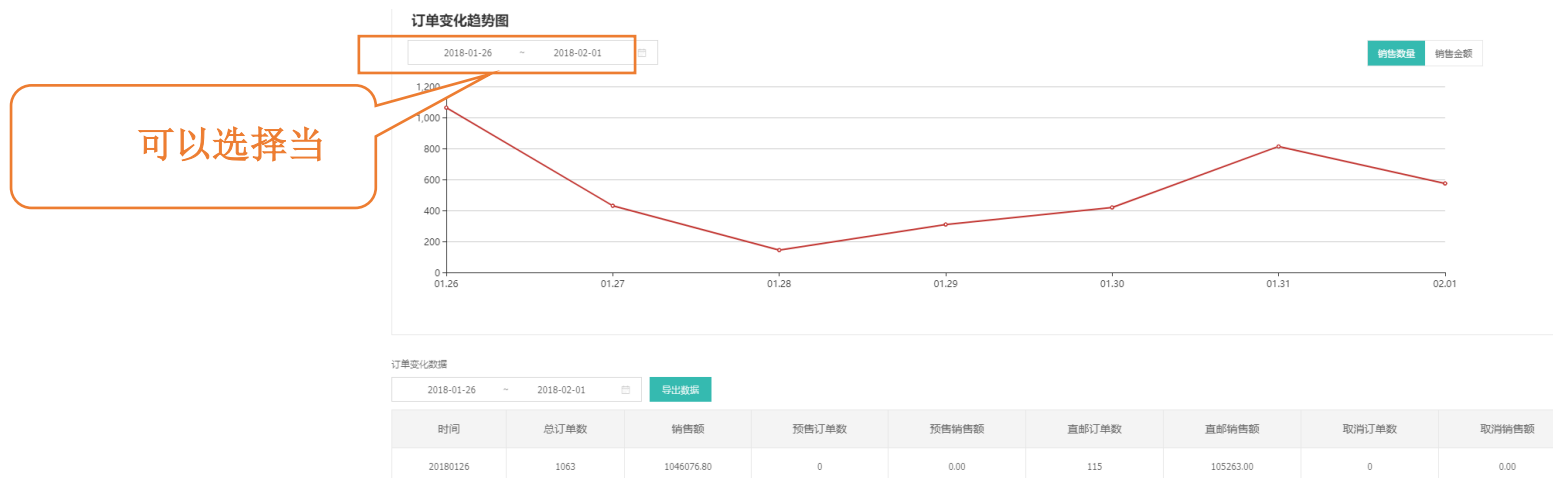 订单变化趋势图
2018-01-26 ~ 2018-02-01
销售数量 销售金额
可以选择当
1,200
1,000
800
600
400
200
0
01.26 01.27 01.28 01.29 01.30 01.31 02.01
订单变化数据
2018-01-26 ~ 2018-02-01 导出数据
时间 总订单数 销售额 预售订单数 预售销售额 直邮订单数 直邮销售额 取消订单数 取消销售额
20180126 1063 1046076.80 0 0.00 115 105263.00 0 0.00